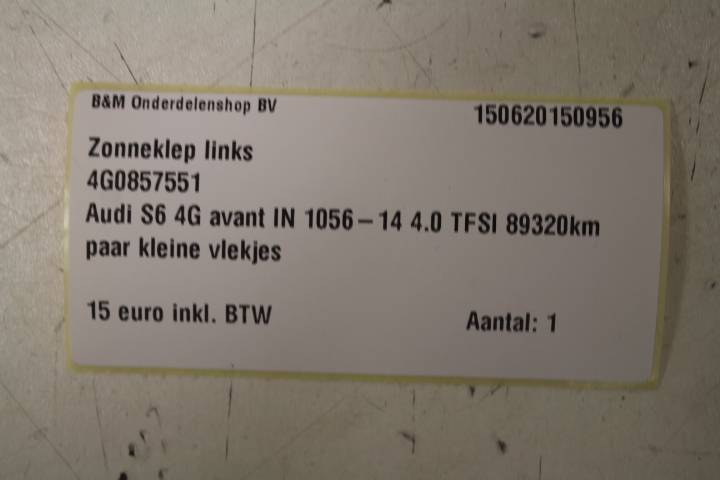 B&M Onderdelenshop BV 150620150956
Zonneklep links
4G0857551
Audi S6 4G avant IN 1056-14 4.0 TFSI 89320km
paar kleine vlekjes
15 euro inkl. BTW Aantal: 1